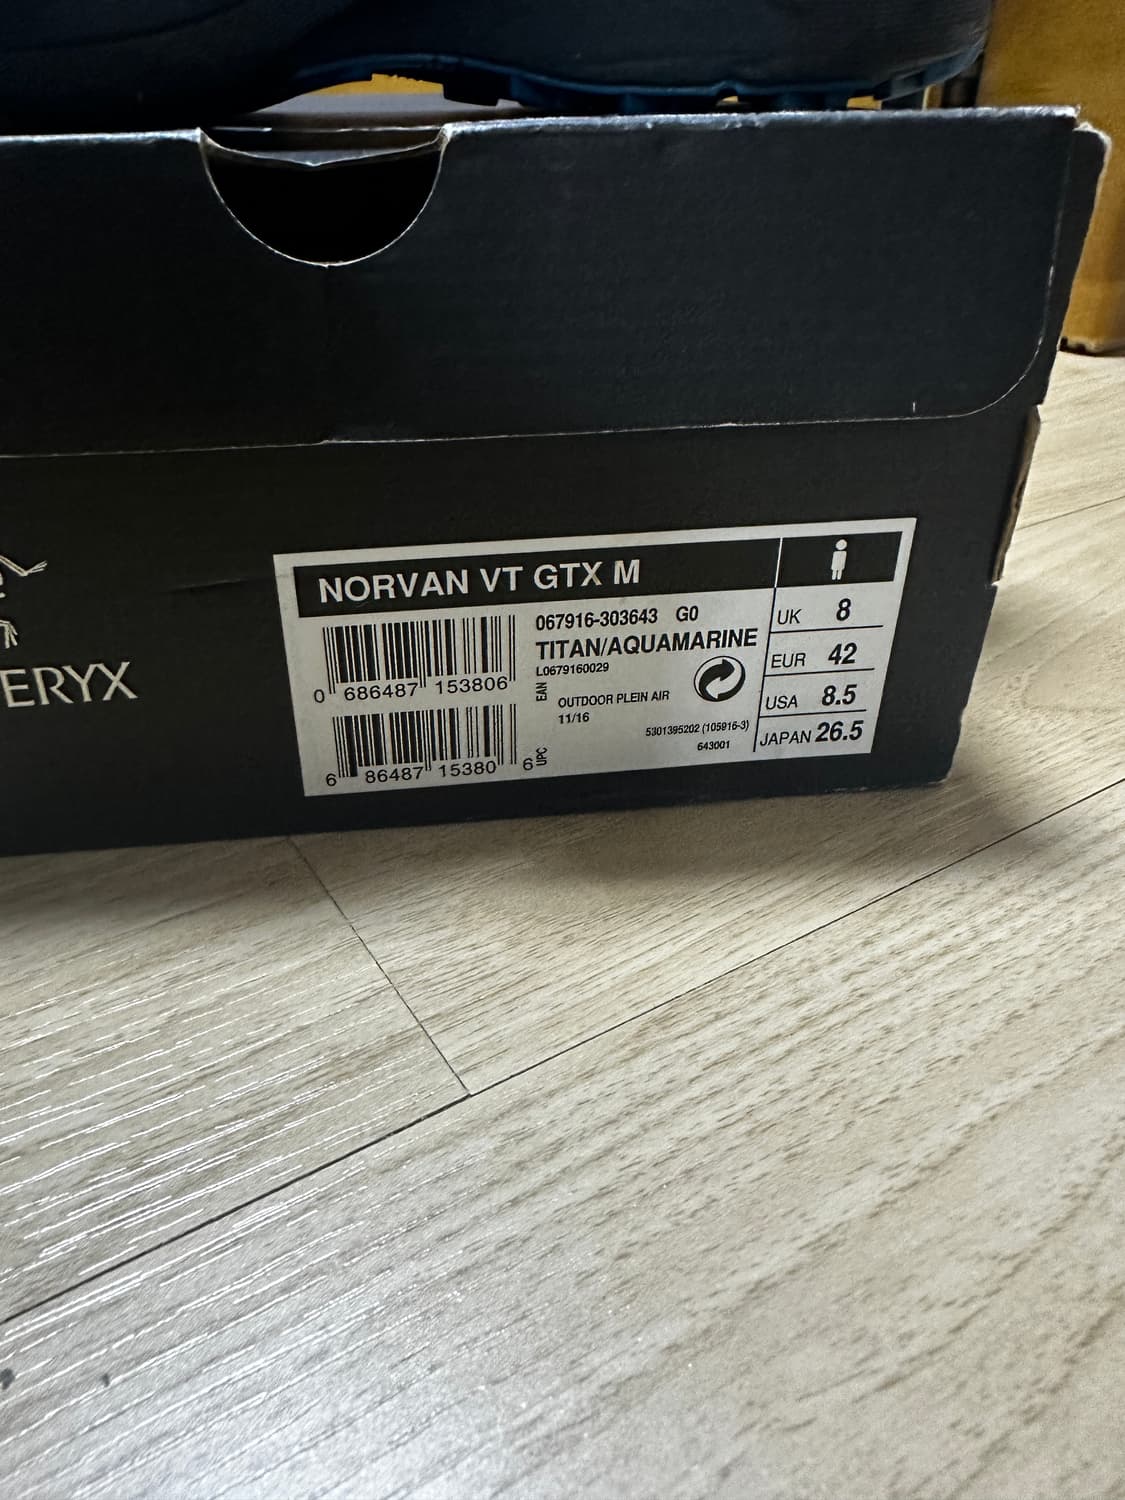 ERYX
NORVAN VT GTX M
067916-303643 G0
TITAN/AQUAMARINE
L0679160029
0 686487 153806
EAN
OUTDOOR PLEIN AIR
11/16
5301395202 (105916-3)
643001
6 86487 15380 6
UPC
UK 8
EUR 42
USA 8.5
JAPAN 26.5